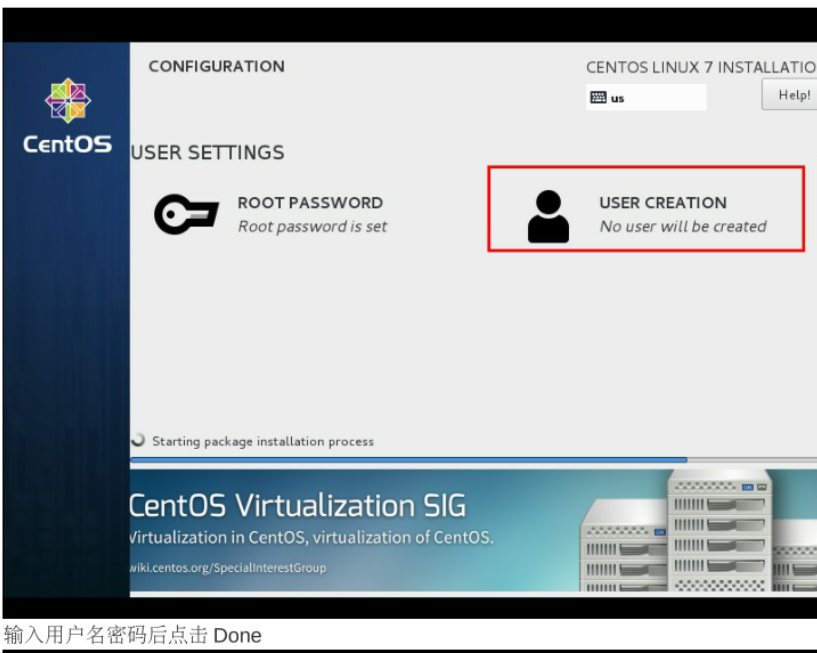 CONFIGURATION
CENTOS LINUX 7 INSTALLATIO
us
Help!
CentOS
USER SETTINGS
ROOT PASSWORD
Root password is set
USER CREATION
No user will be created
Starting package installation process
CentOS Virtualization SIG
Virtualization in CentOS, virtualization of CentOS.
wiki.centos.org/SpecialInterestGroup
输入用户名密码后点击 Done